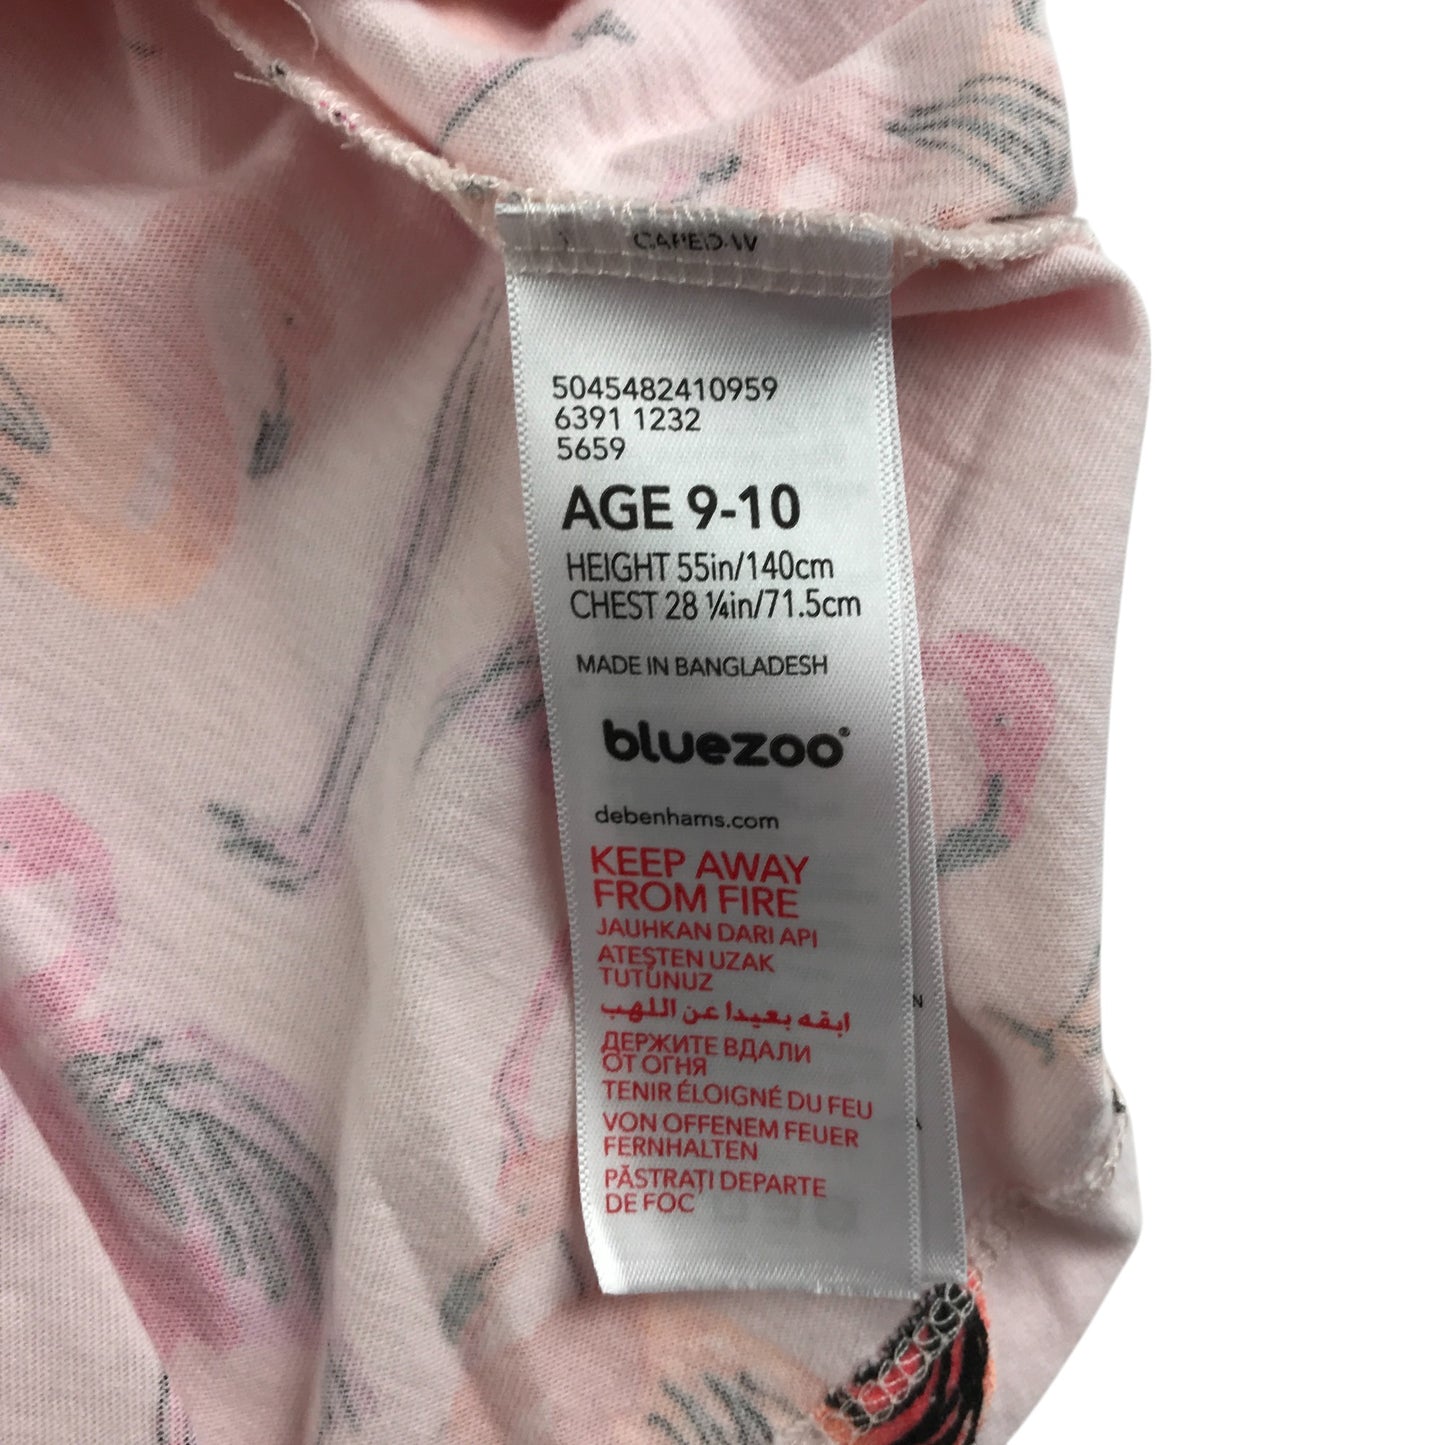 5045482410959
6391 1232
5659
AGE 9-10
HEIGHT 55in/140cm
CHEST 28 ¼in/71.5cm
MADE IN BANGLADESH
bluezoo®
debenhams.com
KEEP AWAY
FROM FIRE
JAUHKAN DARI API
ATEŞTEN UZAK
TUTUNUZ
ابقه بعيدا عن اللهب
ДЕРЖИТЕ ВДАЛИ
ОТ ОГНЯ
TENIR ÉLOIGNÉ DU FEU
VON OFFENEM FEUER
FERNHALTEN
PĂSTRAȚI DEPARTE
DE FOC
N